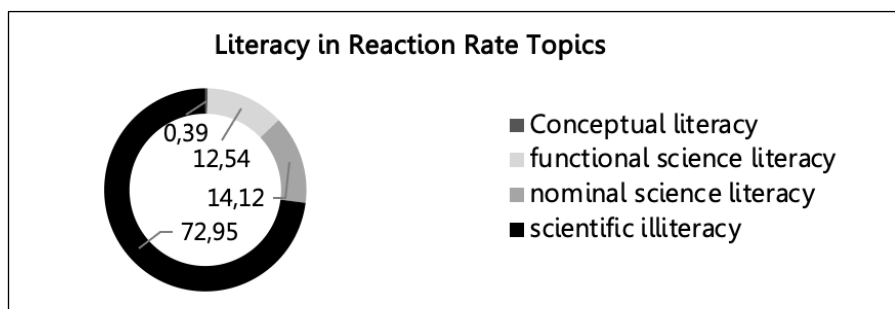 Literacy in Reaction Rate Topics
0,39
12,54
14,12
72,95
Conceptual literacy
functional science literacy
nominal science literacy
scientific illiteracy